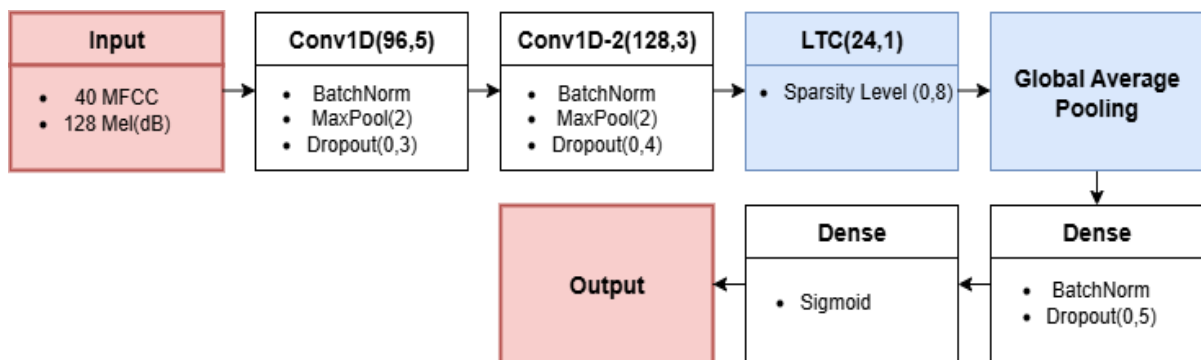 Input
• 40 MFCC
• 128 Mel(dB)
Conv1D(96,5)
• BatchNorm
• MaxPool(2)
• Dropout(0,3)
Conv1D-2(128,3)
• BatchNorm
• MaxPool(2)
• Dropout(0,4)
LTC(24,1)
• Sparsity Level (0,8)
Global Average
Pooling
Dense
• BatchNorm
• Dropout(0,5)
Dense
• Sigmoid
Output